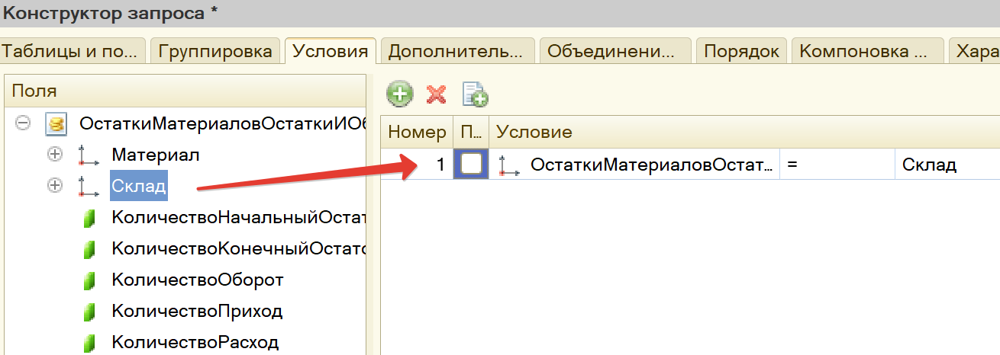 Конструктор запроса *
Таблицы и по... Группировка Условия Дополнитель... Объединени... Порядок Компоновка ... Хара
Поля
ОстаткиМатериаловОстаткиИОб
Материал
Склад
КоличествоНачальныйОстат
КоличествоКонечныйОстато
КоличествоОборот
КоличествоПриход
КоличествоРасход
Номер П... Условие
1 ОстаткиМатериаловОстат... = Склад